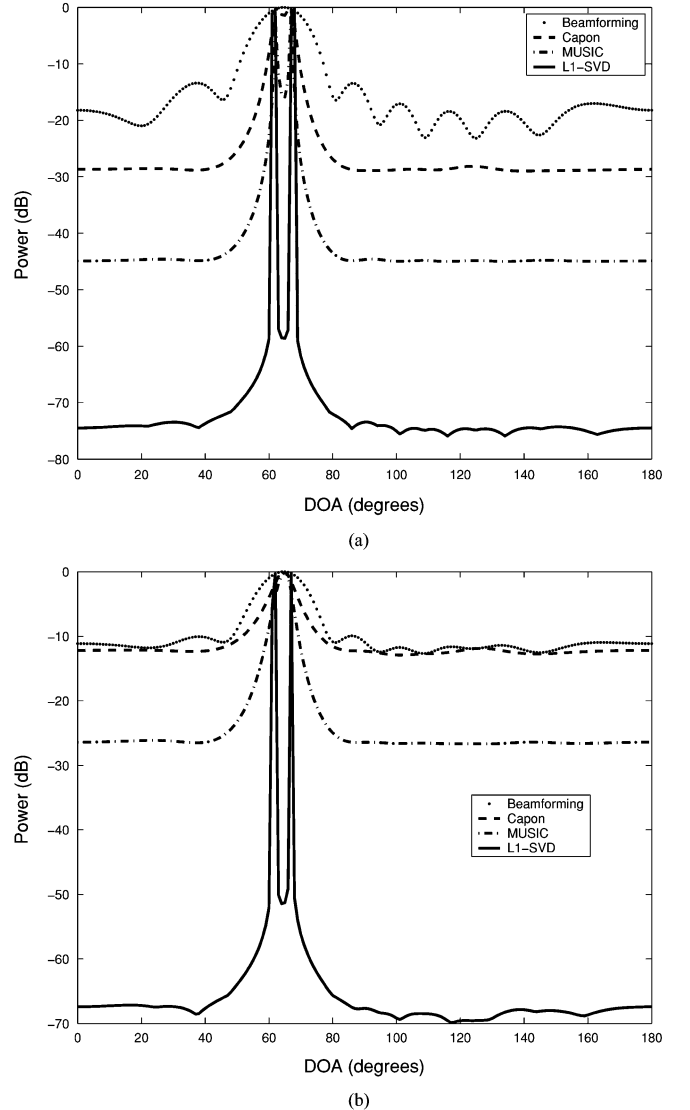 0
-10
-20
-30
-40
-50
-60
-70
-80
Power (dB)
Beamforming
Capon
MUSIC
L1-SVD
0 20 40 60 80 100 120 140 160 180
DOA (degrees)
(a)
0
-10
-20
-30
-40
-50
-60
-70
Power (dB)
Beamforming
Capon
MUSIC
L1-SVD
0 20 40 60 80 100 120 140 160 180
DOA (degrees)
(b)